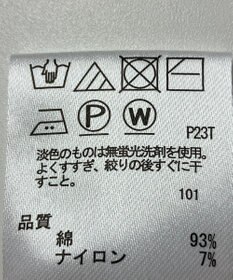 P W
P23T
淡色のものは無蛍光洗剤を使用。
よくすすぎ、絞りの後すぐに干
すこと。
101
品質
綿 93%
ナイロン 7%